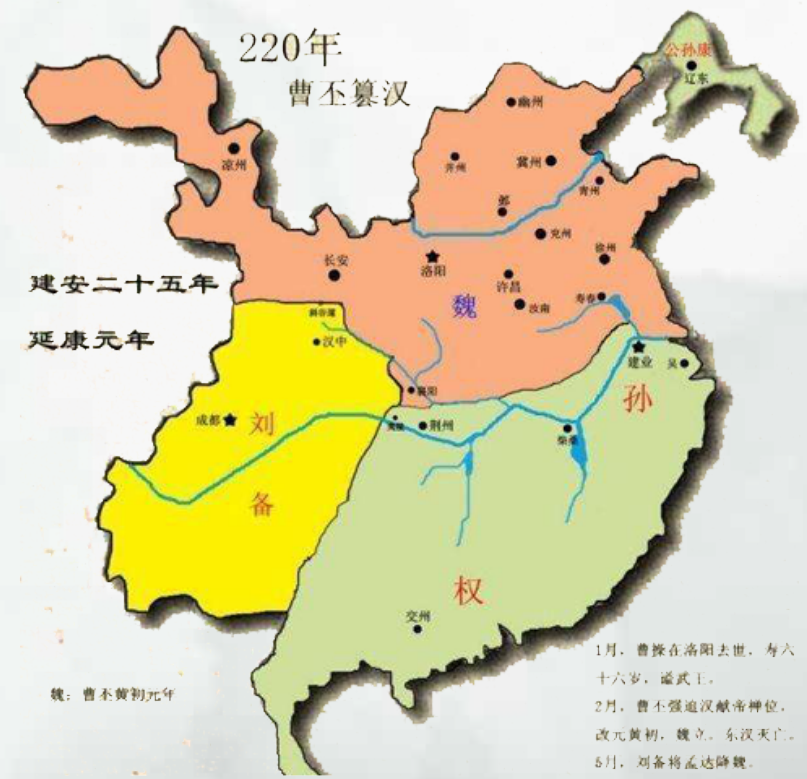 220年
曹丕篡汉
公孙康
辽东
幽州
凉州
并州
冀州
青州
邺
兖州
徐州
长安
洛阳
许昌
建安二十五年
魏
汝南
寿春
延康元年
汉中
建业
吴
襄阳
孙
成都
刘
荆州
柴桑
备
权
交州
1月，曹操在洛阳去世，寿六
十六岁，谥武王。
2月，曹丕强迫汉献帝禅位，
改元黄初，魏立，东汉灭亡。
5月，刘备将孟达降魏。
魏：曹丕黄初元年